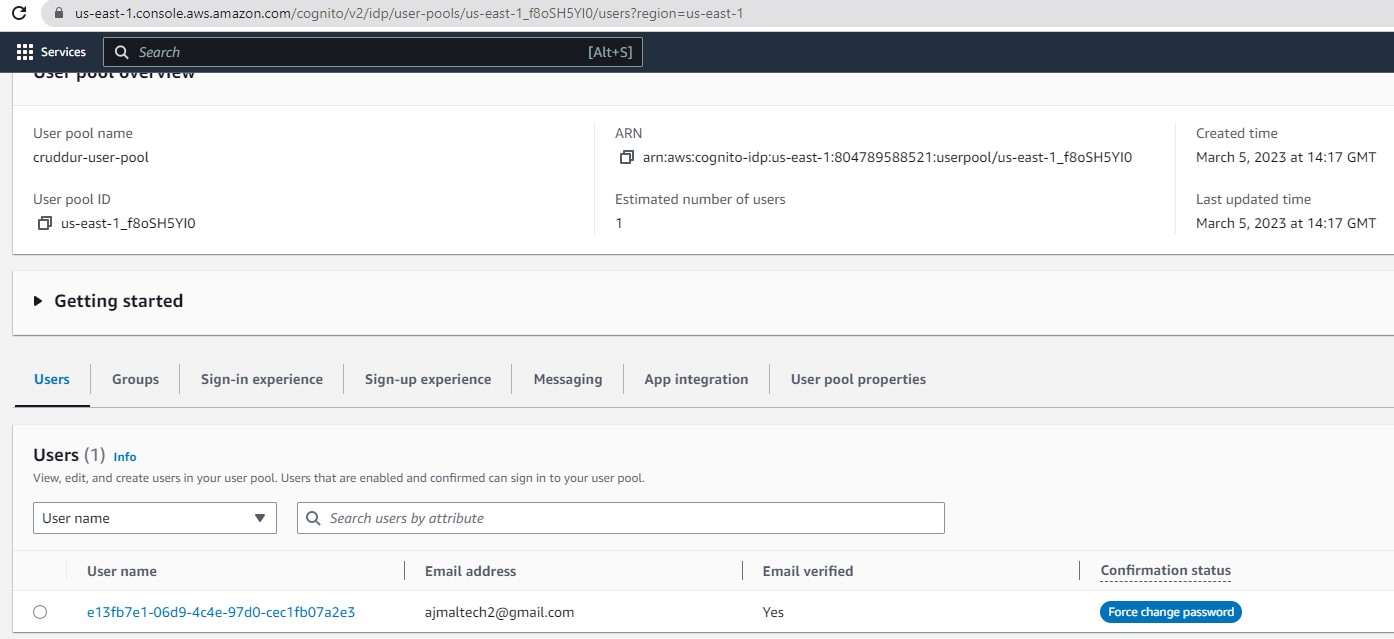 us-east-1.console.aws.amazon.com/cognito/v2/idp/user-pools/us-east-1_f8oSH5YI0/users?region=us-east-1
Services Search [Alt+S]
User pool overview
User pool name
cruddur-user-pool
User pool ID
us-east-1_f8oSH5YI0
ARN
arn:aws:cognito-idp:us-east-1:804789588521:userpool/us-east-1_f8oSH5YI0
Estimated number of users
1
Created time
March 5, 2023 at 14:17 GMT
Last updated time
March 5, 2023 at 14:17 GMT
Getting started
Users Groups Sign-in experience Sign-up experience Messaging App integration User pool properties
Users (1) Info
View, edit, and create users in your user pool. Users that are enabled and confirmed can sign in to your user pool.
User name Search users by attribute
User name Email address Email verified Confirmation status
e13fb7e1-06d9-4c4e-97d0-cec1fb07a2e3 ajmaltech2@gmail.com Yes Force change password